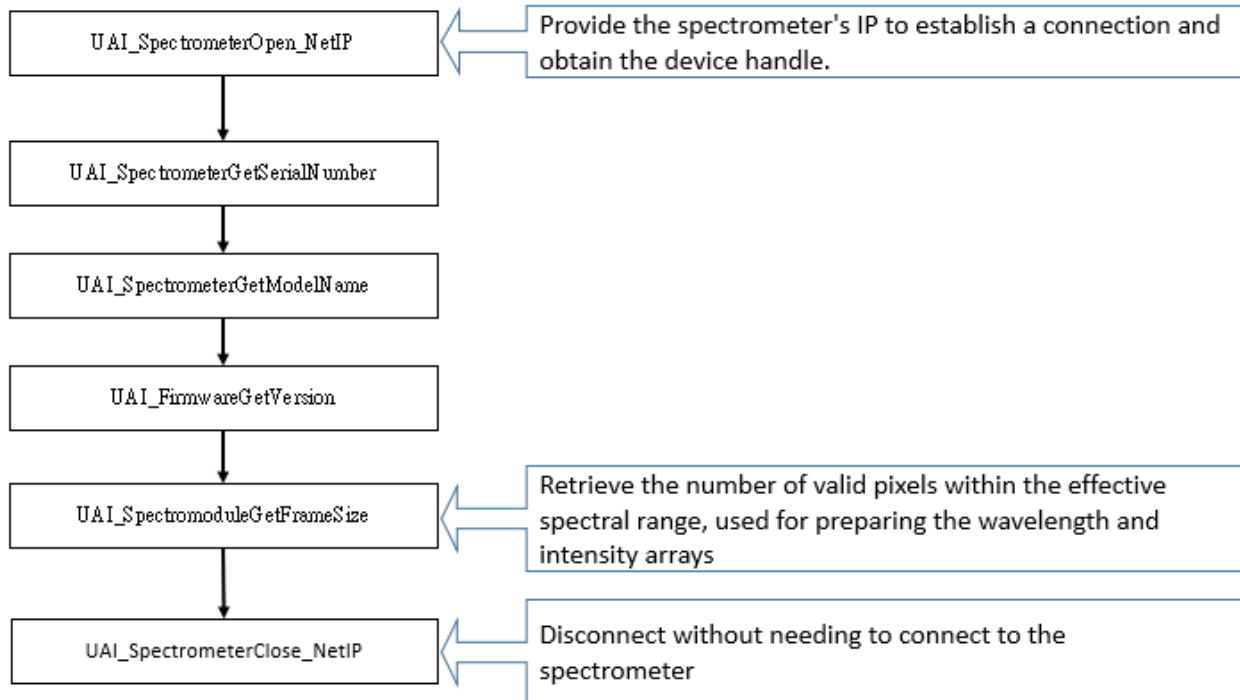 UAI_SpectrometerOpen_NetIP
Provide the spectrometer's IP to establish a connection and
obtain the device handle.
UAI_SpectrometerGetSerialNumber
UAI_SpectrometerGetModelName
UAI_FirmwareGetVersion
UAI_SpectromoduleGetFrameSize
Retrieve the number of valid pixels within the effective
spectral range, used for preparing the wavelength and
intensity arrays
UAI_SpectrometerClose_NetIP
Disconnect without needing to connect to the
spectrometer